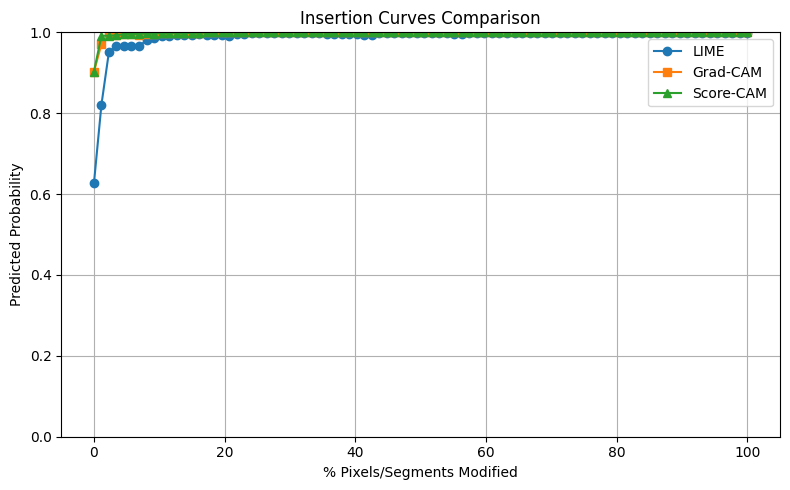 Insertion Curves Comparison
1.0
0.8
0.6
0.4
0.2
0.0
Predicted Probability
LIME
Grad-CAM
Score-CAM
0 20 40 60 80 100
% Pixels/Segments Modified